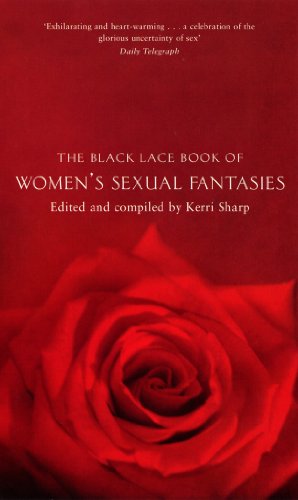 ‘Exhilarating and heart-warming . . . a celebration of the
glorious uncertainty of sex’
Daily Telegraph
THE BLACK LACE BOOK OF
WOMEN’S SEXUAL FANTASIES
Edited and compiled by Kerri Sharp